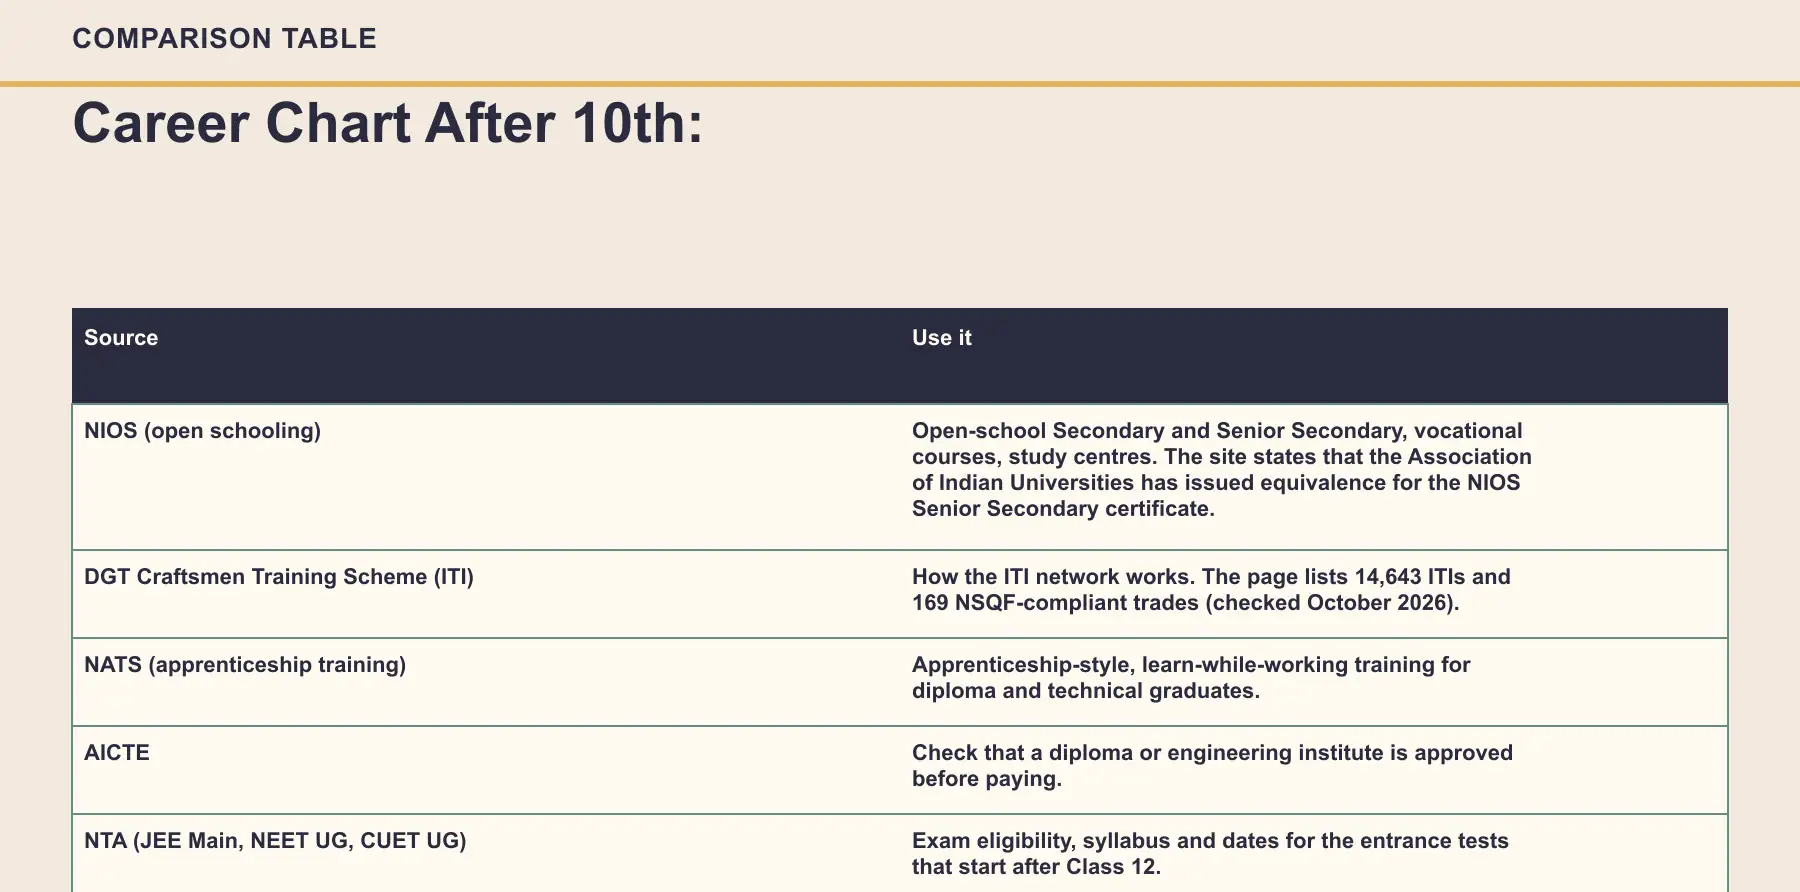 COMPARISON TABLE
Career Chart After 10th:
Source
Use it
NIOS (open schooling)
Open-school Secondary and Senior Secondary, vocational
courses, study centres. The site states that the Association
of Indian Universities has issued equivalence for the NIOS
Senior Secondary certificate.
DGT Craftsmen Training Scheme (ITI)
How the ITI network works. The page lists 14,643 ITIs and
169 NSQF-compliant trades (checked October 2026).
NATS (apprenticeship training)
Apprenticeship-style, learn-while-working training for
diploma and technical graduates.
AICTE
Check that a diploma or engineering institute is approved
before paying.
NTA (JEE Main, NEET UG, CUET UG)
Exam eligibility, syllabus and dates for the entrance tests
that start after Class 12.